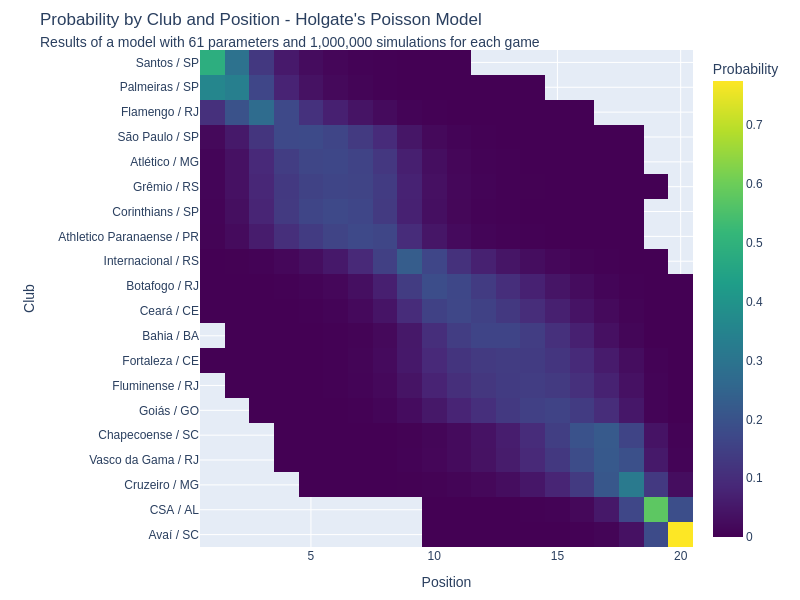 Probability by Club and Position - Holgate's Poisson Model
Results of a model with 61 parameters and 1,000,000 simulations for each game
Probability
Club
Santos / SP
Palmeiras / SP
Flamengo / RJ
São Paulo / SP
Atlético / MG
Grêmio / RS
Corinthians / SP
Athletico Paranaense / PR
Internacional / RS
Botafogo / RJ
Ceará / CE
Bahia / BA
Fortaleza / CE
Fluminense / RJ
Goiás / GO
Chapecoense / SC
Vasco da Gama / RJ
Cruzeiro / MG
CSA / AL
Avaí / SC
0.7
0.6
0.5
0.4
0.3
0.2
0.1
0
5
10
15
20
Position